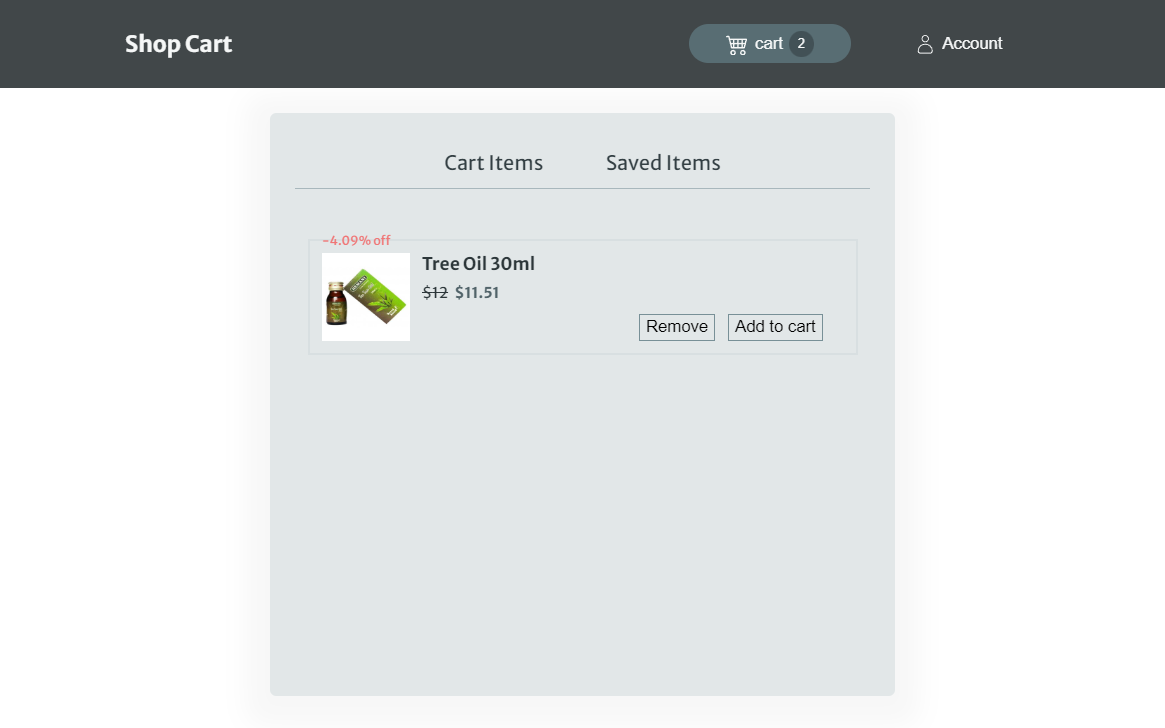 Shop Cart
cart 2
Account
Cart Items
Saved Items
-4.09% off
Tree Oil 30ml
$12 $11.51
Remove
Add to cart